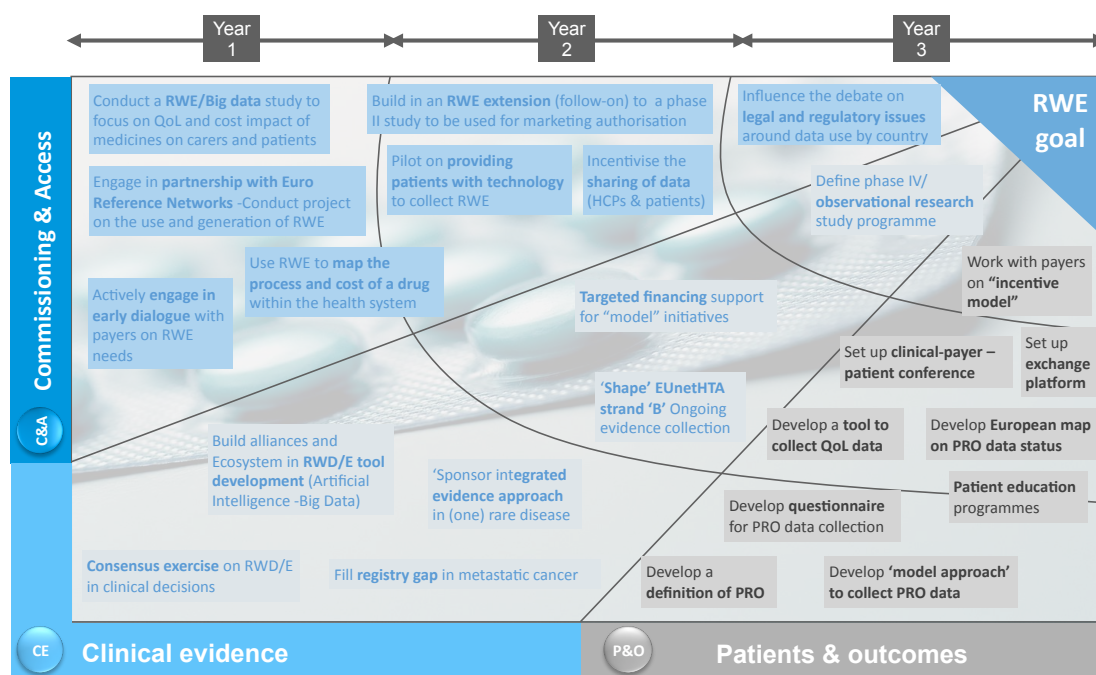 Year
1
Year
2
Year
3
Commissioning & Access
C&A
RWE
goal
Conduct a RWE/Big data study to
focus on QoL and cost impact of
medicines on carers and patients
Build in an RWE extension (follow-on) to a phase
II study to be used for marketing authorisation
Influence the debate on
legal and regulatory issues
around data use by country
Engage in partnership with Euro
Reference Networks -Conduct project
on the use and generation of RWE
Pilot on providing
patients with technology
to collect RWE
Incentivise the
sharing of data
(HCPs & patients)
Define phase IV/
observational research
study programme
Use RWE to map the
process and cost of a drug
within the health system
Actively engage in
early dialogue with
payers on RWE
needs
Targeted financing support
for “model” initiatives
Work with payers
on “incentive
model”
Set up clinical-payer –
patient conference
Set up
exchange
platform
‘Shape’ EUnetHTA
strand ‘B’ Ongoing
evidence collection
Develop a tool to
collect QoL data
Develop European map
on PRO data status
Build alliances and
Ecosystem in RWD/E tool
development (Artificial
Intelligence -Big Data)
‘Sponsor integrated
evidence approach
in (one) rare disease
Develop questionnaire
for PRO data collection
Patient education
programmes
Consensus exercise on RWD/E
in clinical decisions
Fill registry gap in metastatic cancer
Develop a
definition of PRO
Develop ‘model approach’
to collect PRO data
CE
Clinical evidence
P&O
Patients & outcomes